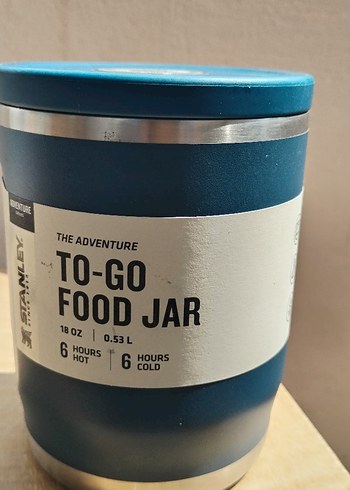 ADVENTURE
STANLEY
THE ADVENTURE
TO-GO
FOOD JAR
18 OZ | 0.53 L
6 HOURS HOT | 6 HOURS COLD